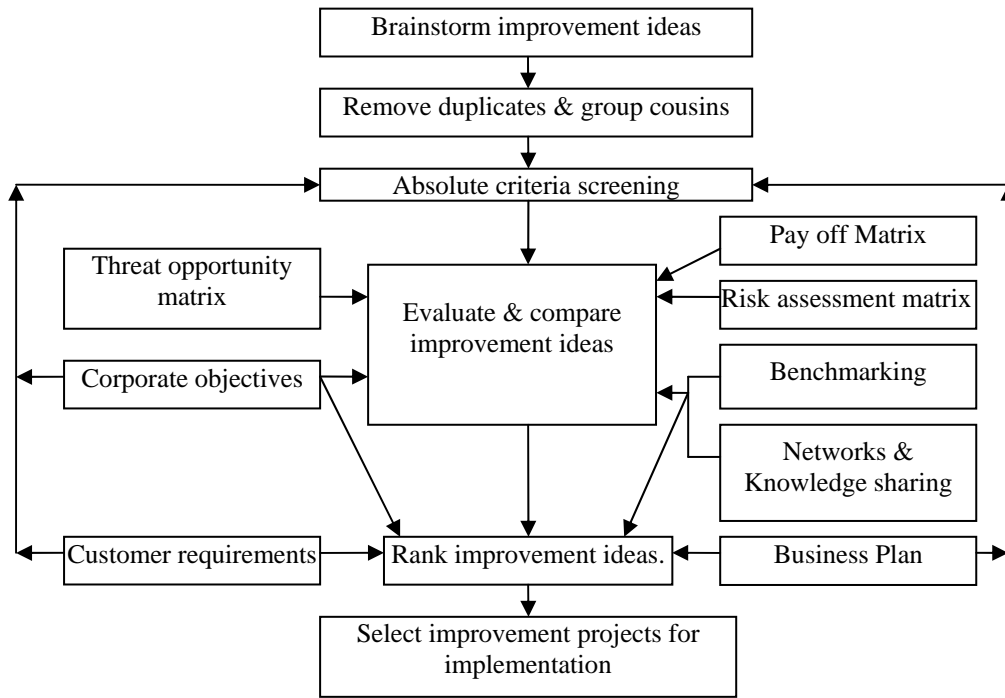 Brainstorm improvement ideas
Remove duplicates & group cousins
Absolute criteria screening
Pay off Matrix
Threat opportunity
matrix
Risk assessment matrix
Evaluate & compare
improvement ideas
Corporate objectives
Benchmarking
Networks &
Knowledge sharing
Customer requirements
Rank improvement ideas.
Business Plan
Select improvement projects for
implementation